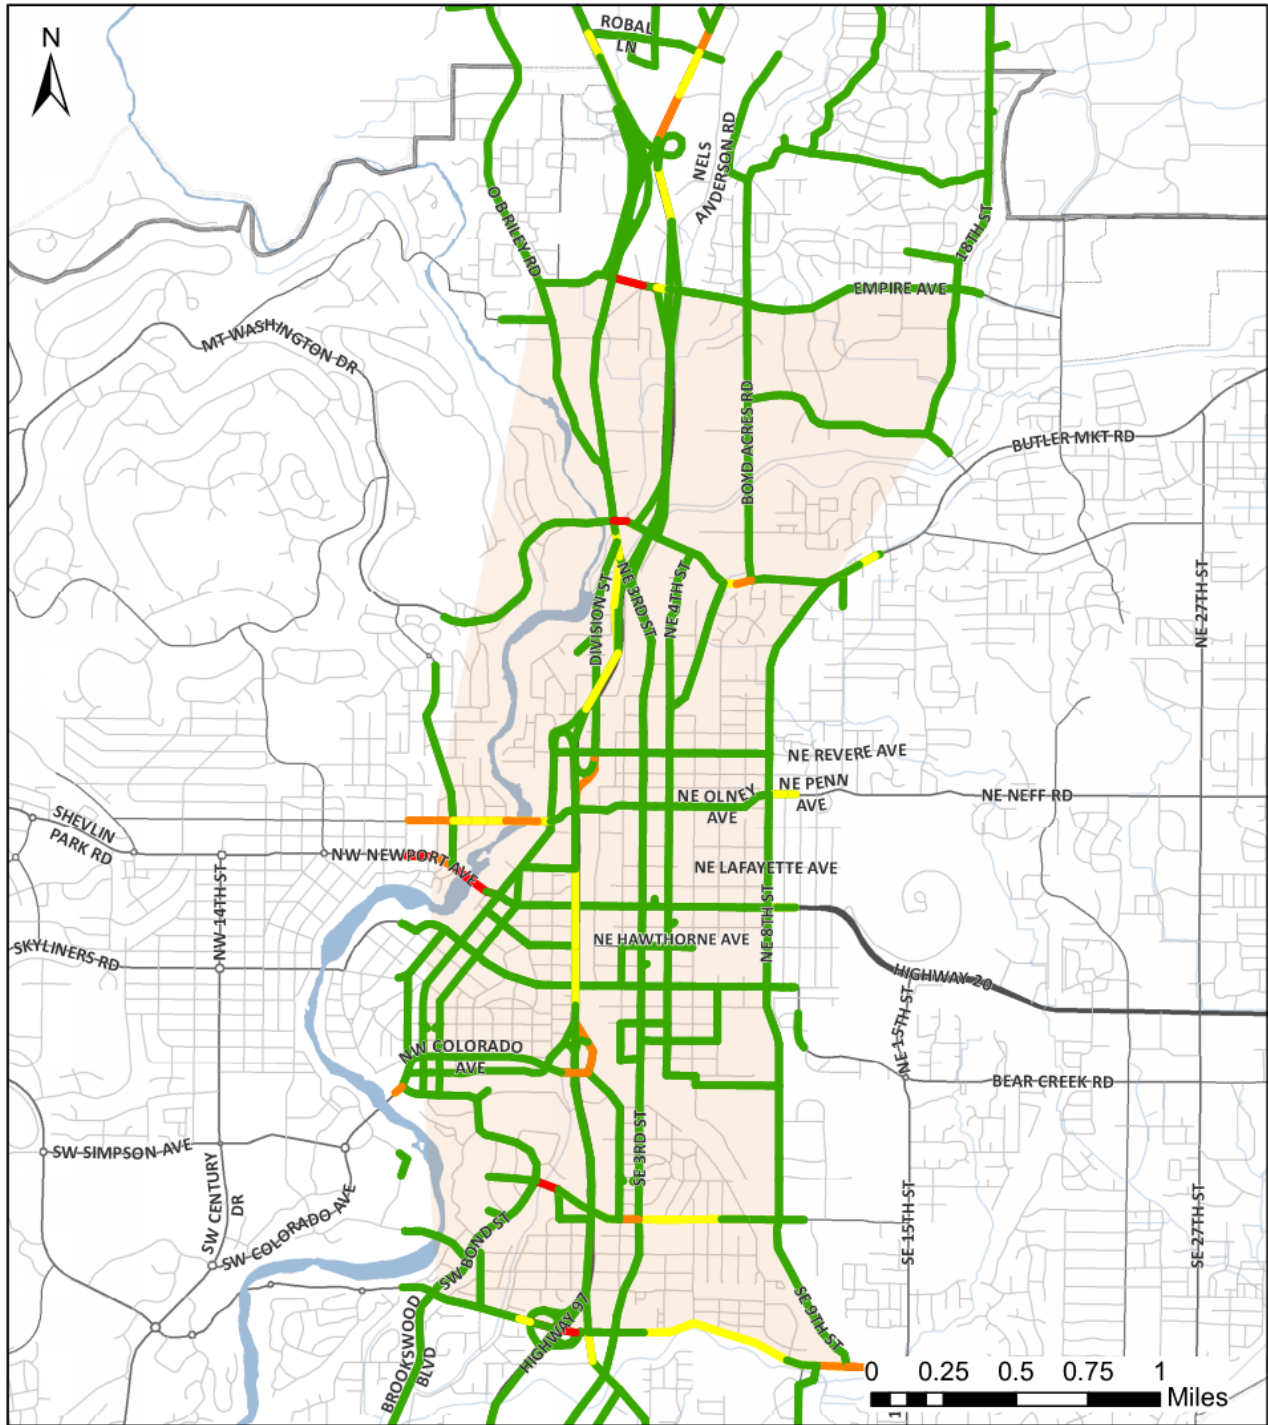 N
ROBAL
LN
NELS
ANDERSON RD
O B RILEY RD
18TH ST
EMPIRE AVE
MT WASHINGTON DR
BOYD ACRES RD
BUTLER MKT RD
DIVISION ST
NE 3RD ST
NE 4TH ST
NE 27TH ST
NE REVERE AVE
NE OLNEY
AVE
NE PENN
AVE
NE NEFF RD
SHEVLIN
PARK RD
NW NEWPORT AVE
NE LAFAYETTE AVE
NW 14TH ST
NE 8TH ST
SKYLINERS RD
NE HAWTHORNE AVE
HIGHWAY 20
NE 15TH ST
NW COLORADO
AVE
BEAR CREEK RD
SW SIMPSON AVE
SE 3RD ST
SW CENTURY
DR
SW COLORADO AVE
SW BOND ST
SE 15TH ST
SE 27TH ST
BROOKSWOOD
BLVD
HIGHWAY 97
SE 9TH ST
0 0.25 0.5 0.75 1
Miles